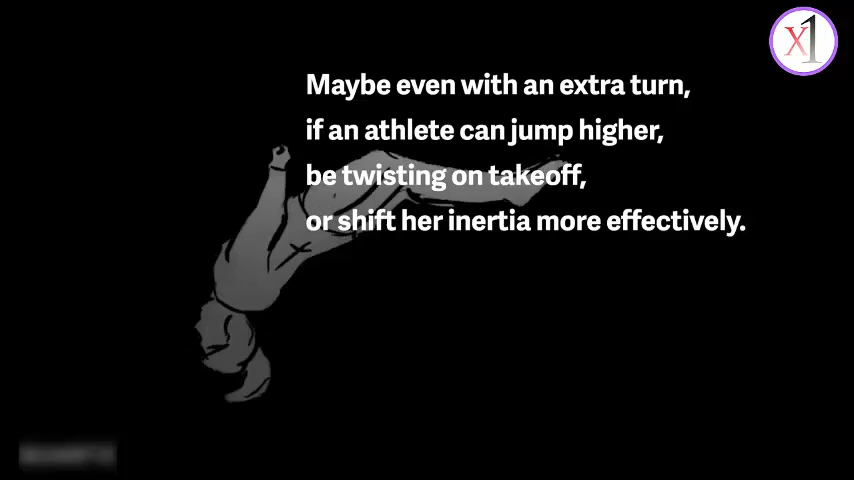 x1
Maybe even with an extra turn,
if an athlete can jump higher,
be twisting on takeoff,
or shift her inertia more effectively.